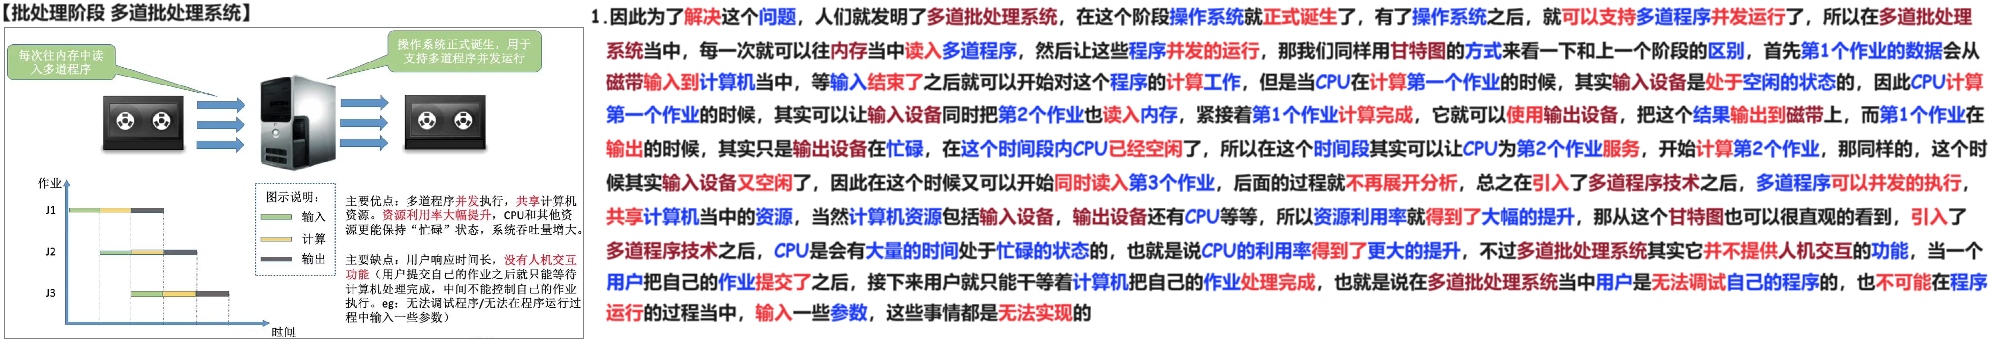 【批处理阶段 多道批处理系统】
每次往内存中读
入多道程序
操作系统正式诞生，用于
支持多道程序并发运行
作业
J1
J2
J3
时间
图示说明：
输入
计算
输出
主要优点：多道程序并发执行，共享计算机
资源。资源利用率大幅提升，CPU和其他资
源更能保持“忙碌”状态，系统吞吐量增大。
主要缺点：用户响应时间长，没有人机交互
功能（用户提交自己的作业之后就只能等待
计算机处理完成，中间不能控制自己的作业
执行。eg：无法调试程序/无法在程序运行过
程中输入一些参数）
1.因此为了解决这个问题，人们就发明了多道批处理系统，在这个阶段操作系统就正式诞生了，有了操作系统之后，就可以支持多道程序并发运行了，所以在多道批处理
系统当中，每一次就可以往内存当中读入多道程序，然后让这些程序并发的运行，那我们同样用甘特图的方式来看一下和上一个阶段的区别，首先第1个作业的数据会从
磁带输入到计算机当中，等输入结束了之后就可以开始对这个程序的计算工作，但是当CPU在计算第一个作业的时候，其实输入设备是处于空闲的状态的，因此CPU计算
第一个作业的时候，其实可以让输入设备同时把第2个作业也读入内存，紧接着第1个作业计算完成，它就可以使用输出设备，把这个结果输出到磁带上，而第1个作业在
输出的时候，其实只是输出设备在忙碌，在这个时间段内CPU已经空闲了，所以在这个时间段其实可以让CPU为第2个作业服务，开始计算第2个作业，那同样的，这个时
候其实输入设备又空闲了，因此在这个时候又可以开始同时读入第3个作业，后面的过程就不再展开分析，总之在引入了多道程序技术之后，多道程序可以并发的执行，
共享计算机当中的资源，当然计算机资源包括输入设备，输出设备还有CPU等等，所以资源利用率就得到了大幅的提升，那从这个甘特图也可以很直观的看到，引入了
多道程序技术之后，CPU是会有大量的时间处于忙碌的状态的，也就是说CPU的利用率得到了更大的提升，不过多道批处理系统其实它并不提供人机交互的功能，当一个
用户把自己的作业提交了之后，接下来用户就只能干等着计算机把自己的作业处理完成，也就是说在多道批处理系统当中用户是无法调试自己的程序的，也不可能在程序
运行的过程当中，输入一些参数，这些事情都是无法实现的